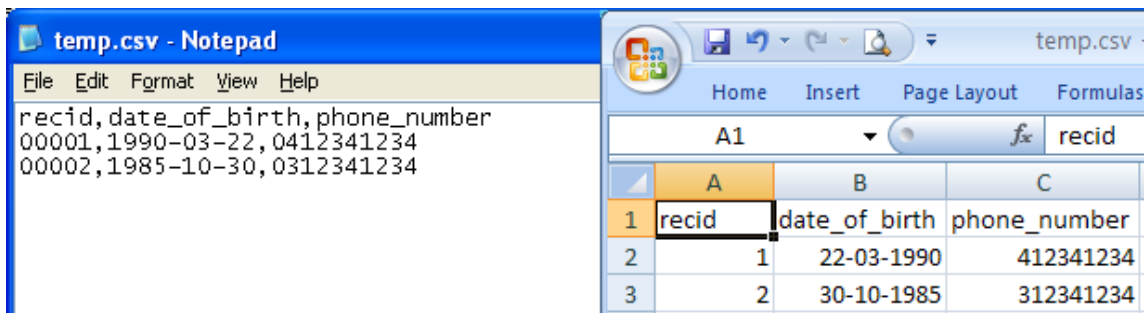 temp.csv - Notepad
File Edit Format View Help
recid,date_of_birth,phone_number
00001,1990-03-22,0412341234
00002,1985-10-30,0312341234
temp.csv -
Home Insert Page Layout Formulas
A1 fx recid
A B C
1 recid date_of_birth phone_number
2 1 22-03-1990 412341234
3 2 30-10-1985 312341234